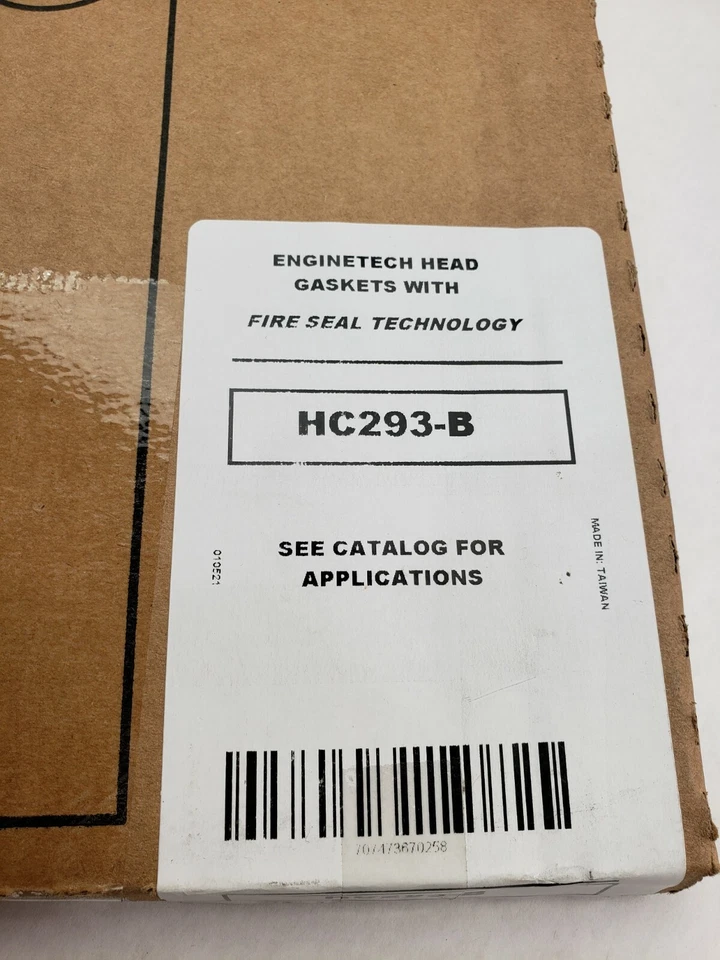 ENGINETECH HEAD
GASKETS WITH
FIRE SEAL TECHNOLOGY
HC293-B
SEE CATALOG FOR
APPLICATIONS
010521
MADE IN: TAIWAN
707473670258